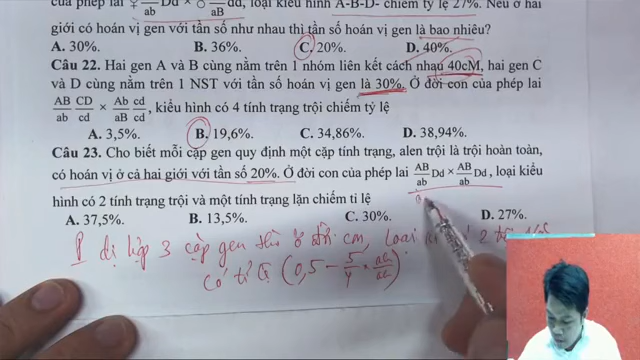 của phép lai ♀ ab Dd × ♂ aB dd, loại kiểu hình A-B-D- chiếm tỷ lệ 27%. Nếu ở hai
giới có hoán vị gen với tần số như nhau thì tần số hoán vị gen là bao nhiêu?
A. 30%. B. 36%. C. 20%. D. 40%.
Câu 22. Hai gen A và B cùng nằm trên 1 nhóm liên kết cách nhau 40cM, hai gen C
và D cùng nằm trên 1 NST với tần số hoán vị gen là 30%. Ở đời con của phép lai
AB/ab CD/cd × Ab/aB cd/cd, kiểu hình có 4 tính trạng trội chiếm tỷ lệ
A. 3,5%. B. 19,6%. C. 34,86%. D. 38,94%.
Câu 23. Cho biết mỗi cặp gen quy định một cặp tính trạng, alen trội là trội hoàn toàn,
có hoán vị ở cả hai giới với tần số 20%. Ở đời con của phép lai AB/ab Dd × AB/ab Dd, loại kiểu
hình có 2 tính trạng trội và một tính trạng lặn chiếm tỉ lệ
A. 37,5%. B. 13,5%. C. 30%. D. 27%.
P dị hợp 3 cặp gen thì ở đời con, loại 2
có tỉ lệ (0,5 - 5/4 × ab/ab)